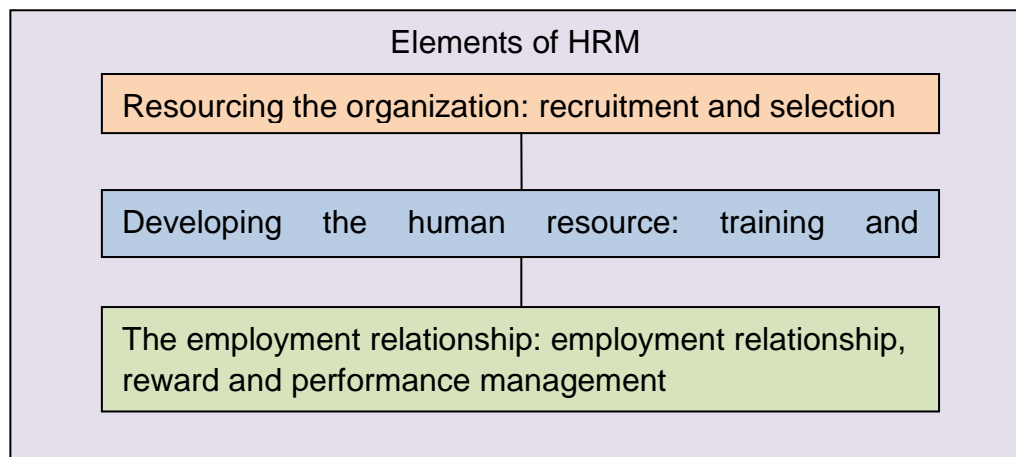 Elements of HRM
Resourcing the organization: recruitment and selection
Developing the human resource: training and
The employment relationship: employment relationship,
reward and performance management